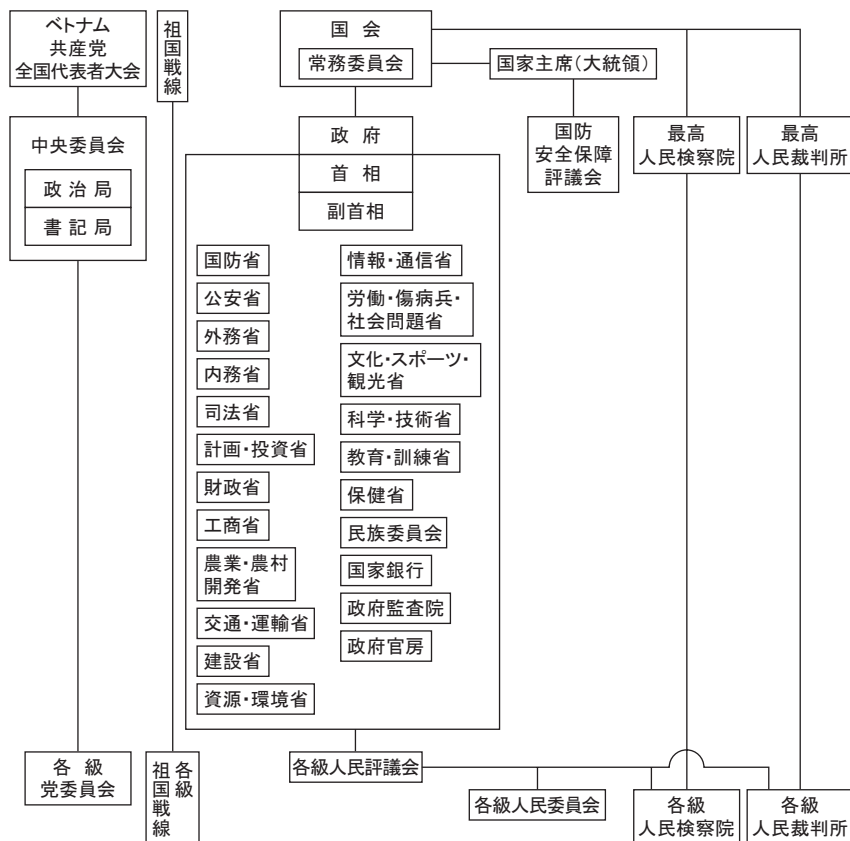 ベトナム
共産党
全国代表者大会
祖国戦線
国会
常務委員会
国家主席(大統領)
中央委員会
政治局
書記局
政府
首相
副首相
国防
安全保障
評議会
最高
人民検察院
最高
人民裁判所
国防省
公安省
外務省
内務省
司法省
計画・投資省
財政省
工商省
農業・農村
開発省
交通・運輸省
建設省
資源・環境省
情報・通信省
労働・傷病兵・
社会問題省
文化・スポーツ・
観光省
科学・技術省
教育・訓練省
保健省
民族委員会
国家銀行
政府監査院
政府官房
各級
党委員会
各級
祖国戦線
各級人民評議会
各級人民委員会
各級
人民検察院
各級
人民裁判所